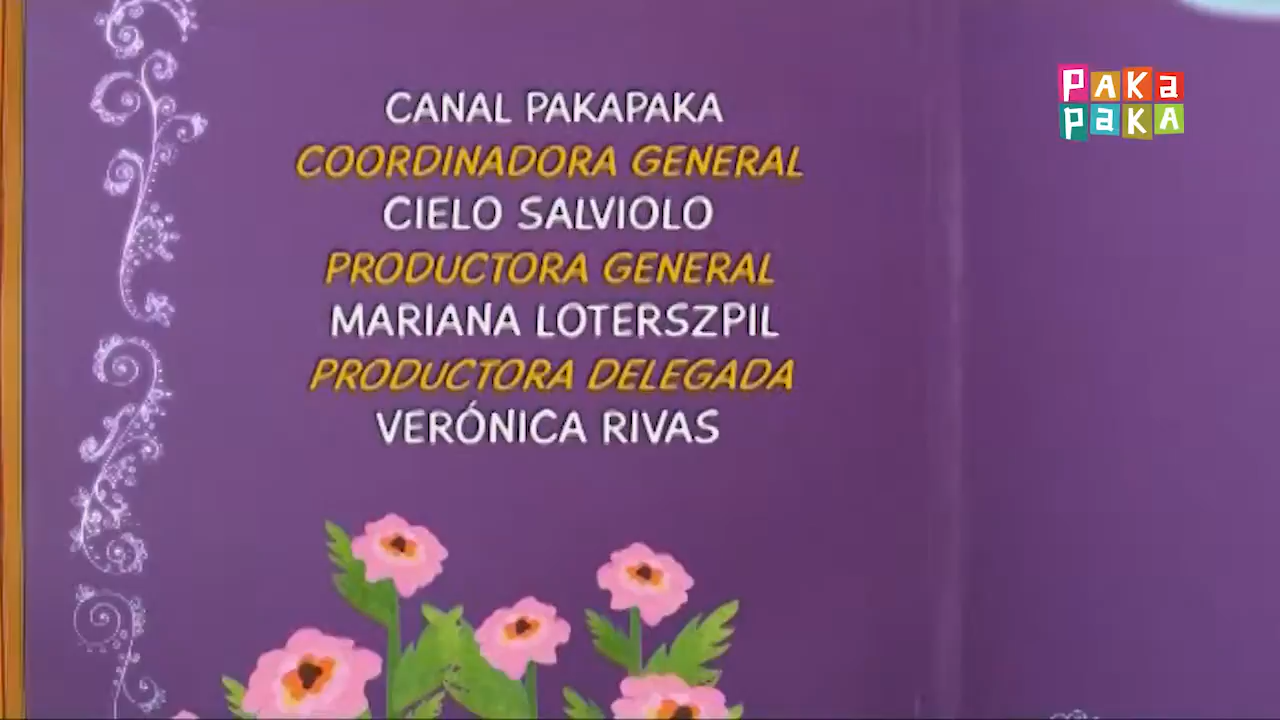 CANAL PAKAPAKA
COORDINADORA GENERAL
CIELO SALVIOLO
PRODUCTORA GENERAL
MARIANA LOTERSZPIL
PRODUCTORA DELEGADA
VERÓNICA RIVAS
PAKa
PaKA